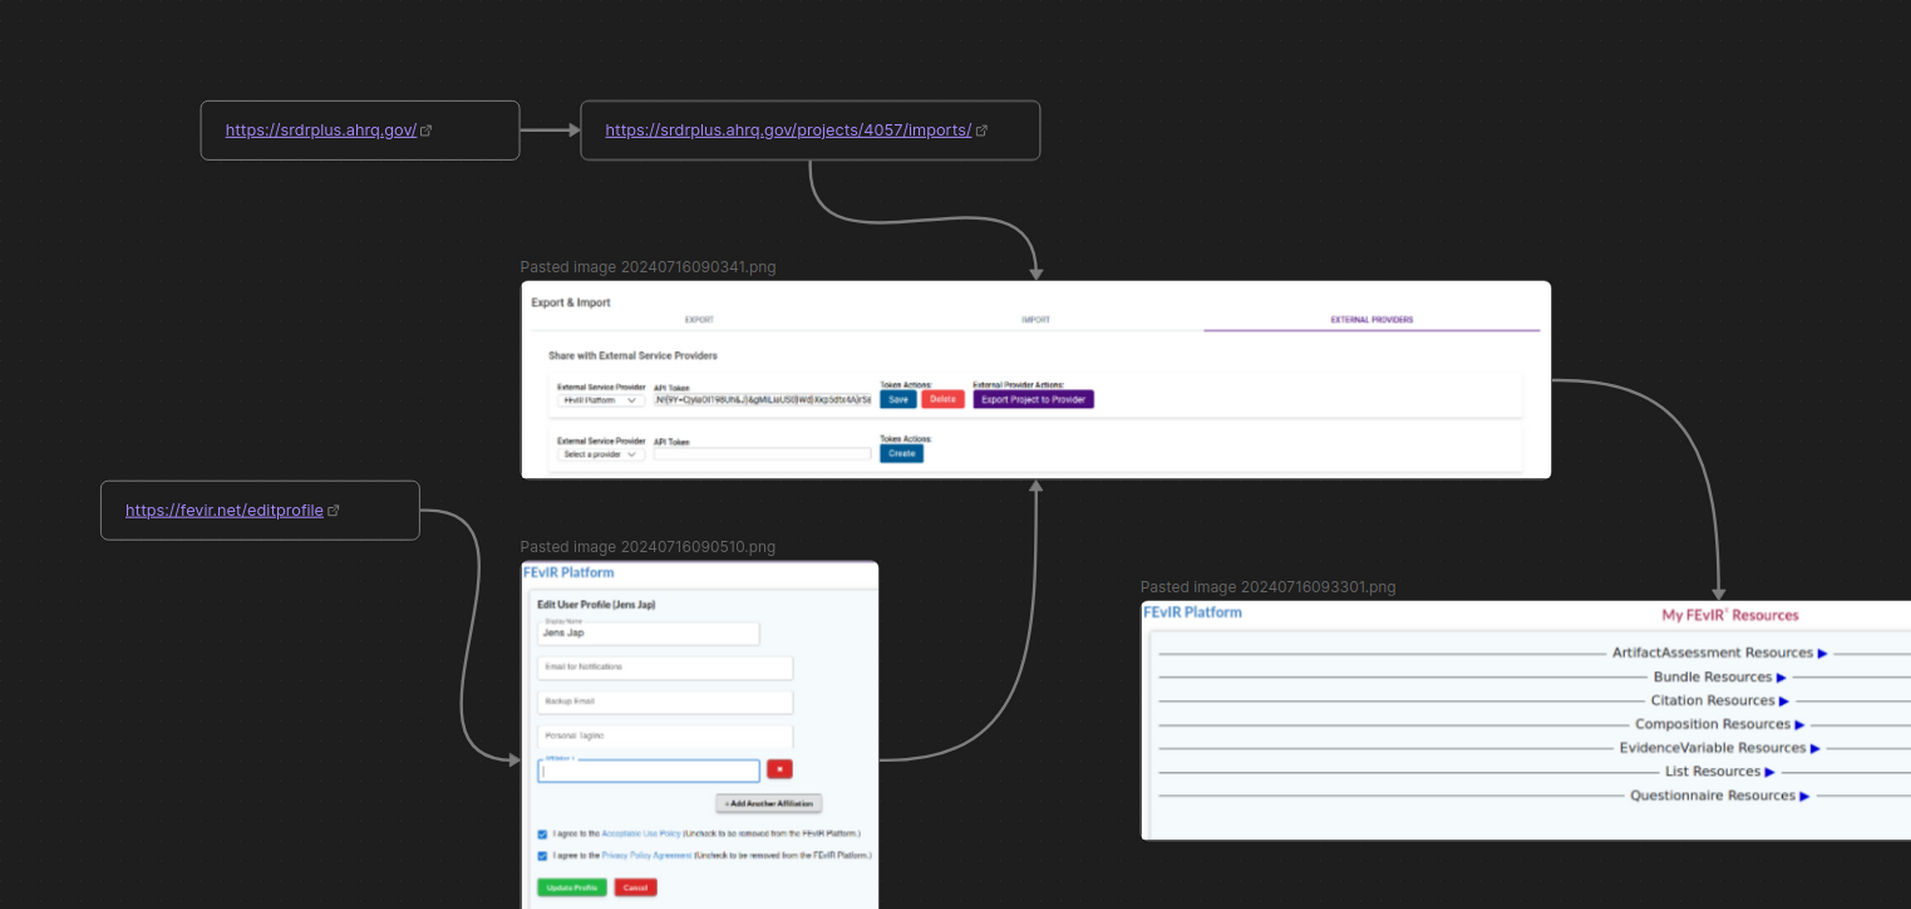 https://srdrplus.ahrq.gov/
https://srdrplus.ahrq.gov/projects/4057/imports/
Pasted image 20240716090341.png
Export & Import
EXPORT IMPORT EXTERNAL PROVIDERS
Share with External Service Providers
External Service Provider API Token Token Actions: External Provider Actions:
FEvIR Platform Save Delete Export Project to Provider
External Service Provider API Token Token Actions:
Select a provider Create
https://fevir.net/editprofile
Pasted image 20240716090510.png
FEvIR Platform
Edit User Profile (Jens Jap)
Display Name
Jens Jap
Email for Notifications
Backup Email
Personal Tagline
+ Add Another Affiliation
I agree to the Acceptable Use Policy (Uncheck to be removed from the FEvIR Platform.)
I agree to the Privacy Policy Agreement (Uncheck to be removed from the FEvIR Platform.)
Update Profile Cancel
Pasted image 20240716093301.png
FEvIR Platform
My FEvIR® Resources
ArtifactAssessment Resources
Bundle Resources
Citation Resources
Composition Resources
EvidenceVariable Resources
List Resources
Questionnaire Resources